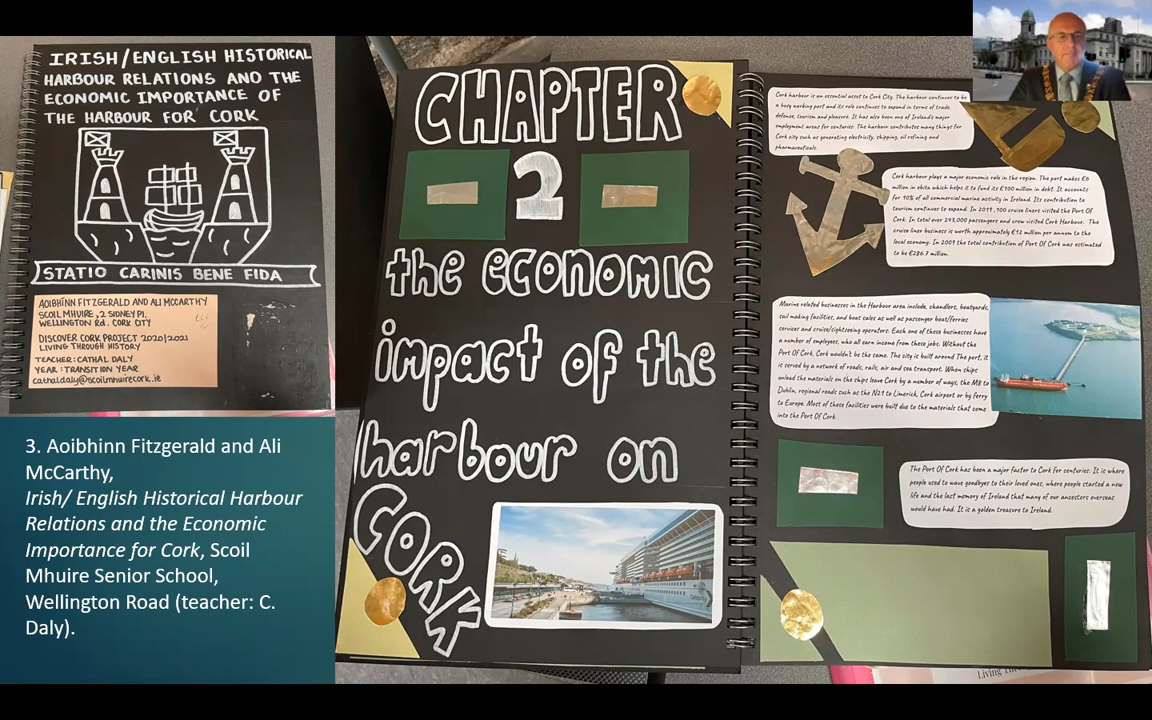 IRISH/ENGLISH HISTORICAL
HARBOUR RELATIONS AND THE
ECONOMIC IMPORTANCE OF
THE HARBOUR FOR CORK
STATIO CARINIS BENE FIDA
AOIBHÍNN FITZGERALD AND ALI MCCARTHY
SCOIL MHUIRE, 2 SIDNEY PL.
WELLINGTON Rd. CORK CITY
DISCOVER CORK PROJECT 2020/2021
LIVING THROUGH HISTORY
TEACHER: CATHAL DALY
YEAR: TRANSITION YEAR
cathaldaly@scoilmhuirecork.ie
3. Aoibhinn Fitzgerald and Ali
McCarthy,
Irish/ English Historical Harbour
Relations and the Economic
Importance for Cork, Scoil
Mhuire Senior School,
Wellington Road (teacher: C.
Daly).
CHAPTER
2
the economic
impact of the
harbour on
CORK
Cork harbour is an essential asset to Cork City. The harbour continues to be
a busy working port and its role continues to expand in terms of trade,
defense, tourism and pleasure. It has also been one of Ireland's major
employment areas for centuries. The harbour contributes many things for
Cork city such as generating electricity, shipping, oil refining and
pharmaceuticals.
Cork harbour plays a major economic role in the region. The port makes €6
million in ebita which helps it to fund its €100 million in debt. It accounts
for 10% of all commercial marine activity in Ireland. Its contribution to
tourism continues to expand. In 2019, 100 cruise liners visited the Port Of
Cork. In total over 243,000 passengers and crew visited Cork Harbour. The
cruise liner business is worth approximately €12 million per annum to the
local economy. In 2009 the total contribution of Port Of Cork was estimated
to be €286.7 million.
Marine related businesses in the Harbour area include, chandlers, boatyards,
sail making facilities, and boat sales as well as passenger boat/ferries
services and cruise/sightseeing operators. Each one of these businesses have
a number of employees, who all earn income from these jobs. Without the
Port Of Cork, Cork wouldn't be the same. The city is built around The port, it
is served by a network of roads, rails, air and sea transport. When ships
unload the materials on the ships leave Cork by a number of ways, the M8 to
Dublin, regional roads such as the N21 to Limerick, Cork airport or by ferry
to Europe. Most of these facilities were built due to the materials that come
into the Port Of Cork.
The Port Of Cork has been a major factor to Cork for centuries. It is where
people used to wave goodbyes to their loved ones, where people started a new
life and the last memory of Ireland that many of our ancestors overseas
would have had. It is a golden treasure to Ireland.
Living